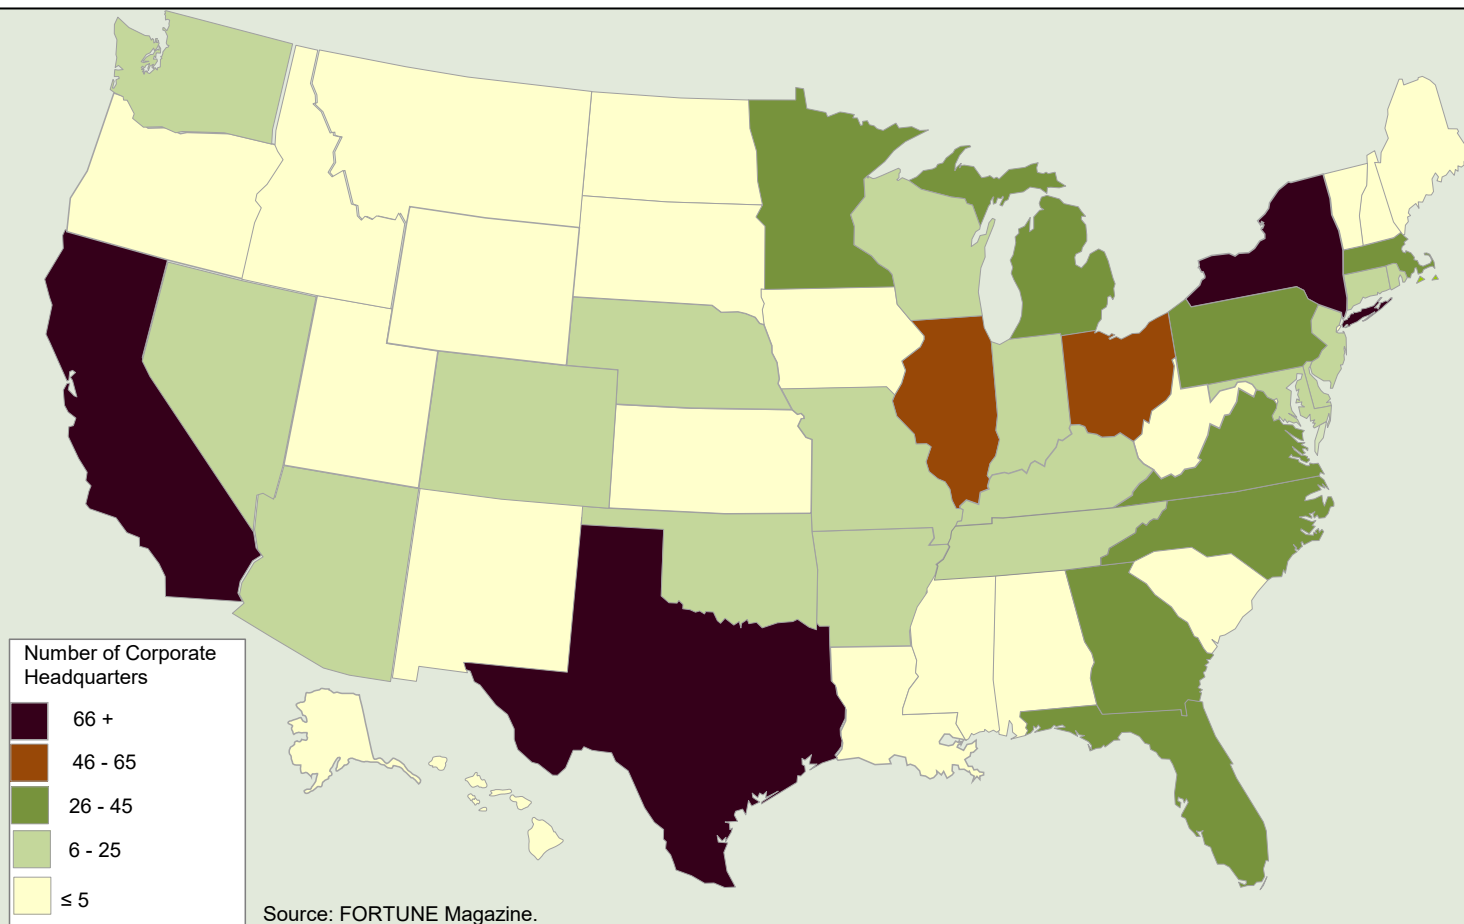 Number of Corporate
Headquarters
66 +
46 - 65
26 - 45
6 - 25
≤ 5
Source: FORTUNE Magazine.